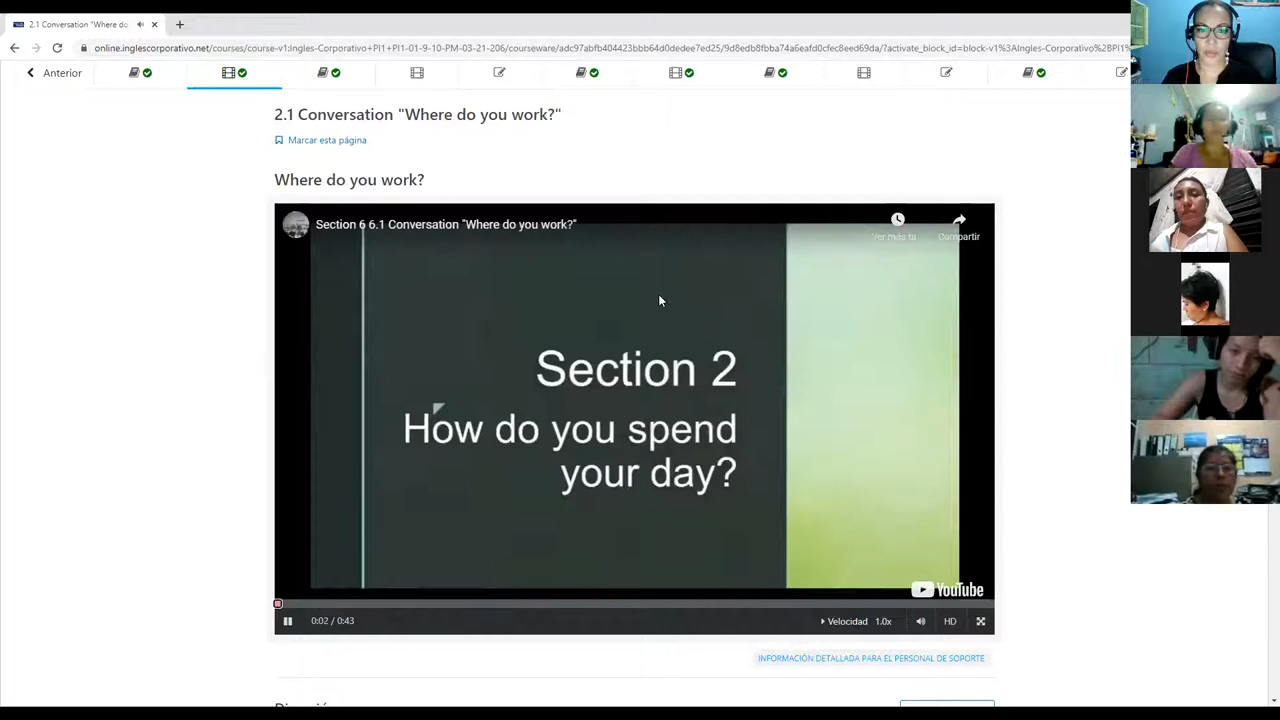 2.1 Conversation "Where do
online.inglescorporativo.net/courses/course-v1:Ingles-Corporativo+PI1+PI1-01-9-10-PM-03-21-206/courseware/adc97abfb404423bbb64d0dedee7ed25/9d8edb8fbba74a6eafd0cfec8eed69da/?activate_block_id=block-v1%3AIngles-Corporativo%2BPI1%
Anterior
2.1 Conversation "Where do you work?"
Marcar esta página
Where do you work?
Section 6 6.1 Conversation "Where do you work?"
Ver más ta
Compartir
Section 2
How do you spend
your day?
YouTube
0:02 / 0:43
Velocidad 1.0x
HD
INFORMACIÓN DETALLADA PARA EL PERSONAL DE SOPORTE